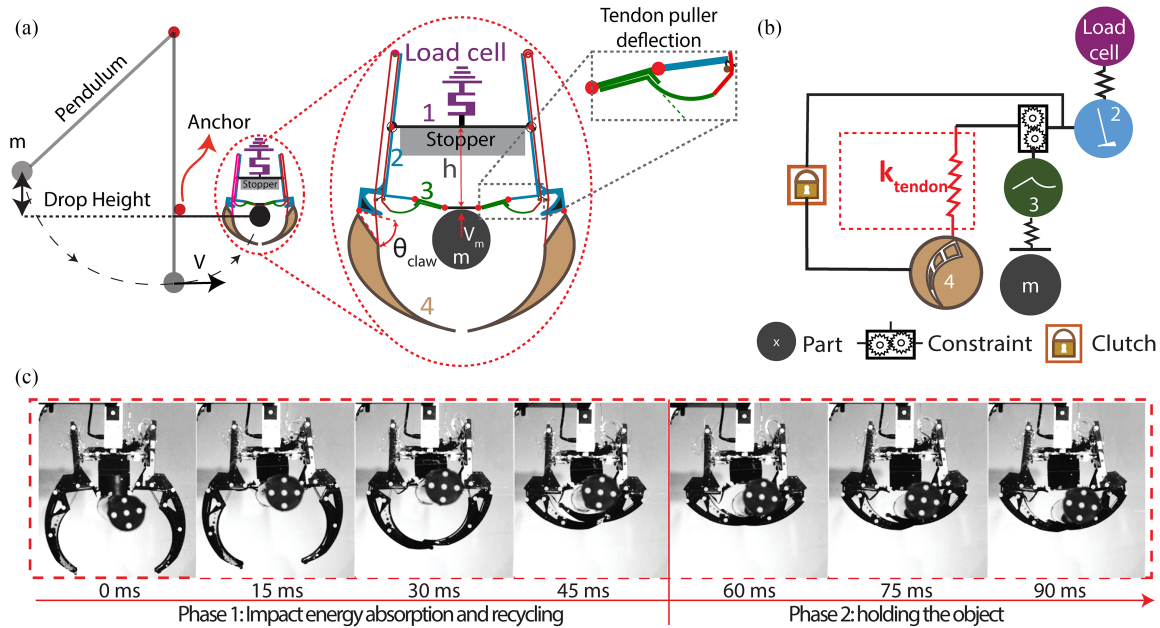 (a)
Pendulum
m
Anchor
Drop Height
V
Stopper
Load cell
1
Stopper
2
h
3
V_m
m
θ_claw
4
Tendon puller
deflection
(b)
Load
cell
2
k_tendon
3
4
m
x Part
Constraint
Clutch
(c)
0 ms 15 ms 30 ms 45 ms 60 ms 75 ms 90 ms
Phase 1: Impact energy absorption and recycling Phase 2: holding the object